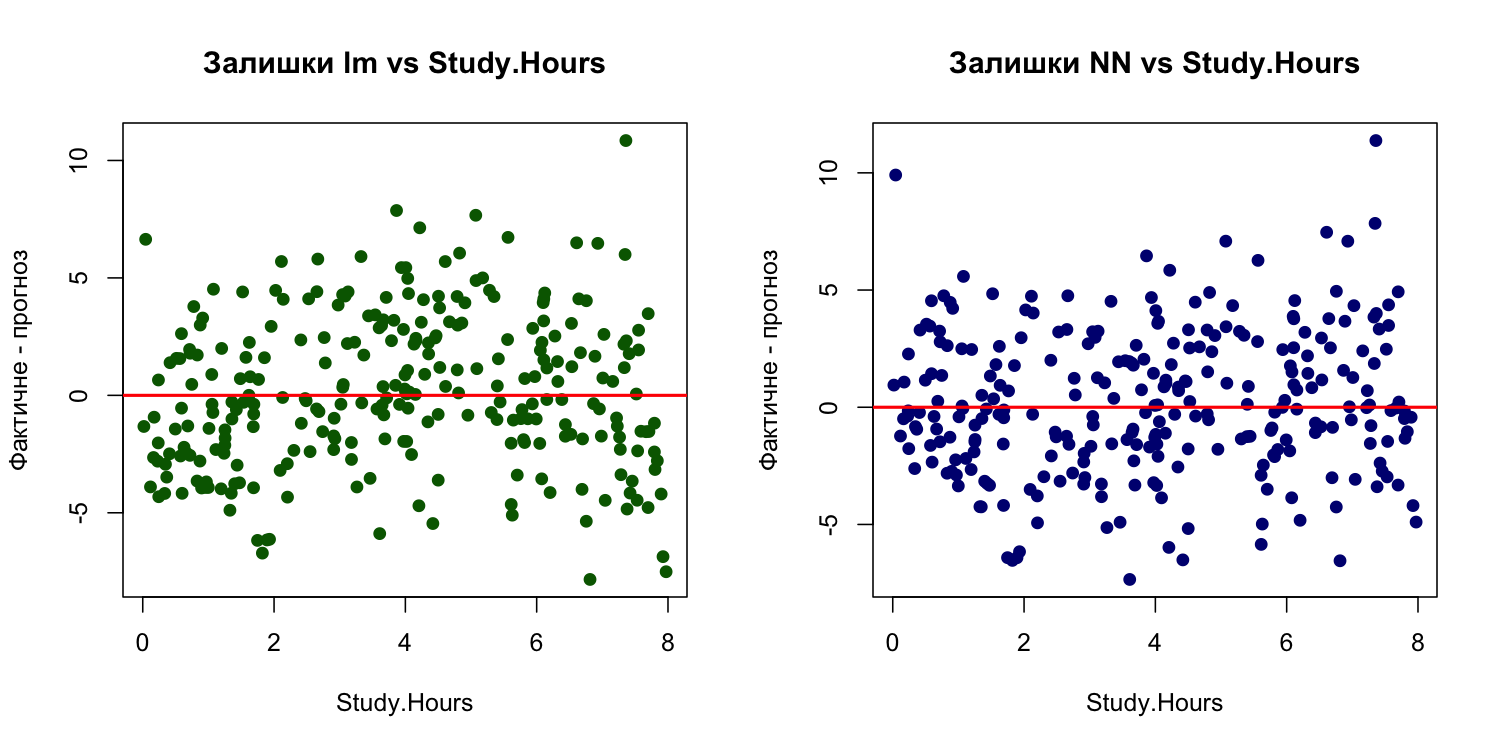 Залишки lm vs Study.Hours
Фактичне - прогноз
10
5
0
-5
0 2 4 6 8
Study.Hours
Залишки NN vs Study.Hours
Фактичне - прогноз
10
5
0
-5
0 2 4 6 8
Study.Hours